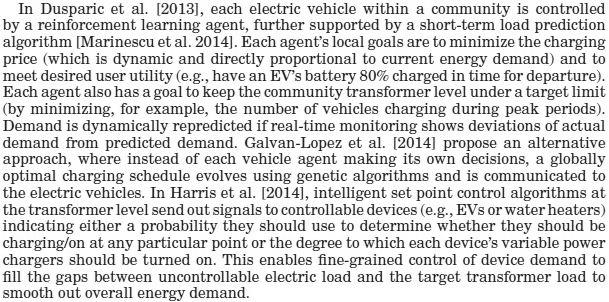 In Dusparic et al. [2013], each electric vehicle within a community is controlled
by a reinforcement learning agent, further supported by a short-term load prediction
algorithm [Marinescu et al. 2014]. Each agent's local goals are to minimize the charging
price (which is dynamic and directly proportional to current energy demand) and to
meet desired user utility (e.g., have an EV's battery 80% charged in time for departure).
Each agent also has a goal to keep the community transformer level under a target limit
(by minimizing, for example, the number of vehicles charging during peak periods).
Demand is dynamically repredicted if real-time monitoring shows deviations of actual
demand from predicted demand. Galvan-Lopez et al. [2014] propose an alternative
approach, where instead of each vehicle agent making its own decisions, a globally
optimal charging schedule evolves using genetic algorithms and is communicated to
the electric vehicles. In Harris et al. [2014], intelligent set point control algorithms at
the transformer level send out signals to controllable devices (e.g., EVs or water heaters)
indicating either a probability they should use to determine whether they should be
charging/on at any particular point or the degree to which each device's variable power
chargers should be turned on. This enables fine-grained control of device demand to
fill the gaps between uncontrollable electric load and the target transformer load to
smooth out overall energy demand.